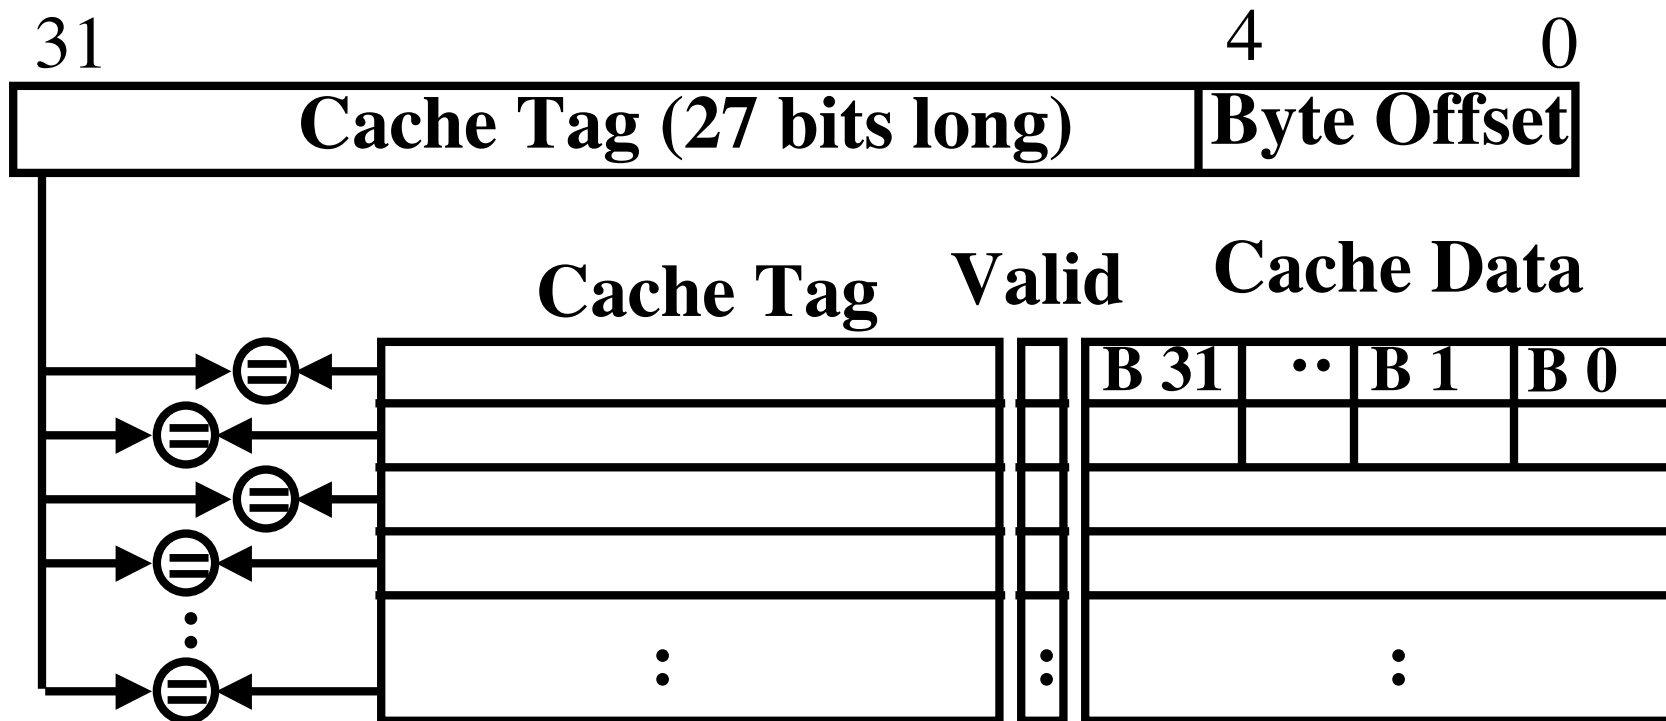 31 4 0
Cache Tag (27 bits long) Byte Offset
Cache Tag Valid Cache Data
B 31 ·· B 1 B 0
=
=
=
=
:
= : : :